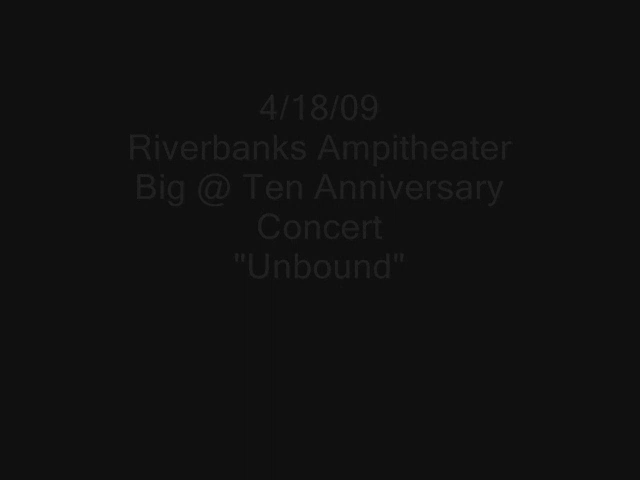 4/18/09
Riverbanks Ampitheater
Big @ Ten Anniversary
Concert
"Unbound"